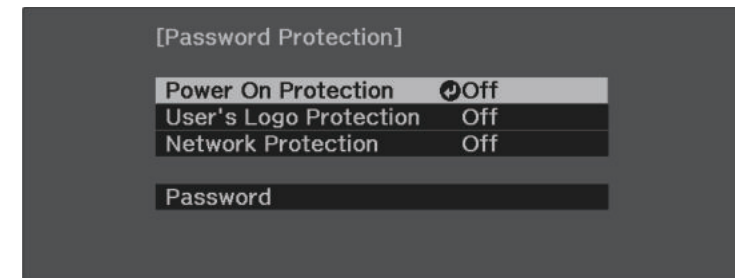 [Password Protection]
Power On Protection Off
User's Logo Protection Off
Network Protection Off
Password